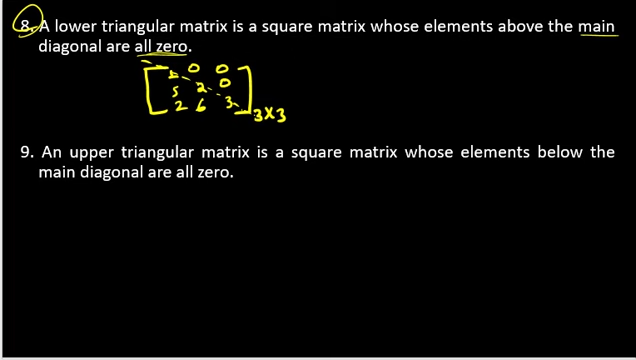 8. A lower triangular matrix is a square matrix whose elements above the main
diagonal are all zero.
0 0
5 2 0
2 6 3
3×3
9. An upper triangular matrix is a square matrix whose elements below the
main diagonal are all zero.